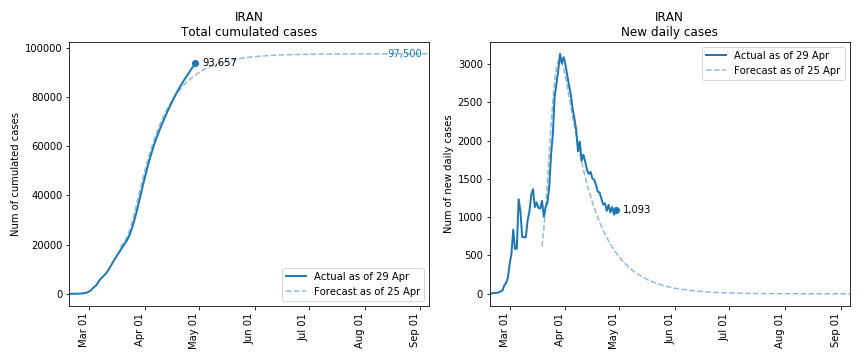 IRAN
Total cumulated cases
Num of cumulated cases
100000
80000
60000
40000
20000
0
93,657
97,500
Actual as of 29 Apr
Forecast as of 25 Apr
Mar 01
Apr 01
May 01
Jun 01
Jul 01
Aug 01
Sep 01
IRAN
New daily cases
Num of new daily cases
3000
2500
2000
1500
1000
500
0
Actual as of 29 Apr
Forecast as of 25 Apr
1,093
Mar 01
Apr 01
May 01
Jun 01
Jul 01
Aug 01
Sep 01